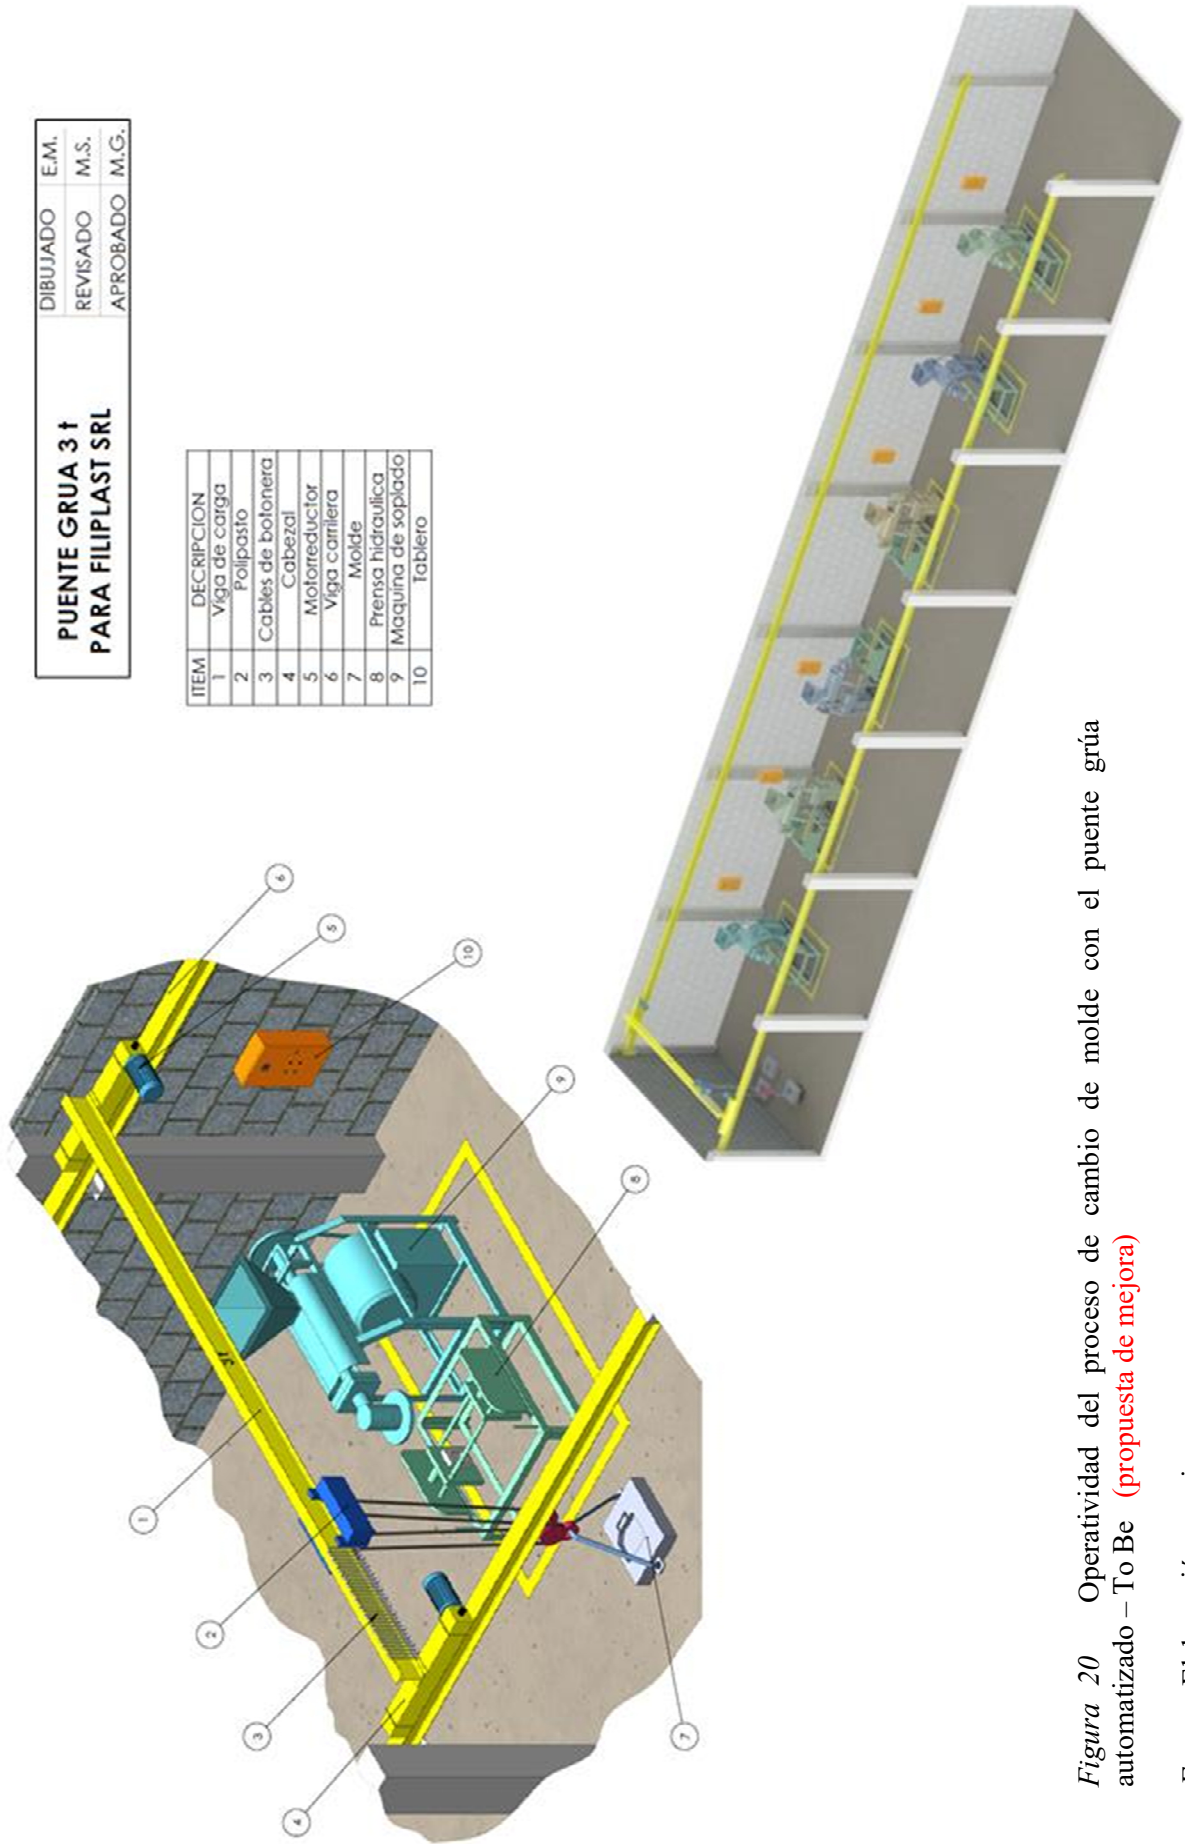 PUENTE GRUA 3 t
PARA FILIPLAST SRL
DIBUJADO E.M.
REVISADO M.S.
APROBADO M.G.
ITEM DECRIPCION
1 Viga de carga
2 Polipasto
3 Cables de botonera
4 Cabezal
5 Motorreductor
6 Viga carrilera
7 Molde
8 Prensa hidraulica
9 Maquina de soplado
10 Tablero
1
2
3
4
5
6
7
8
9
10
3t
Figura 20 Operatividad del proceso de cambio de molde con el puente grúa
automatizado – To Be (propuesta de mejora)